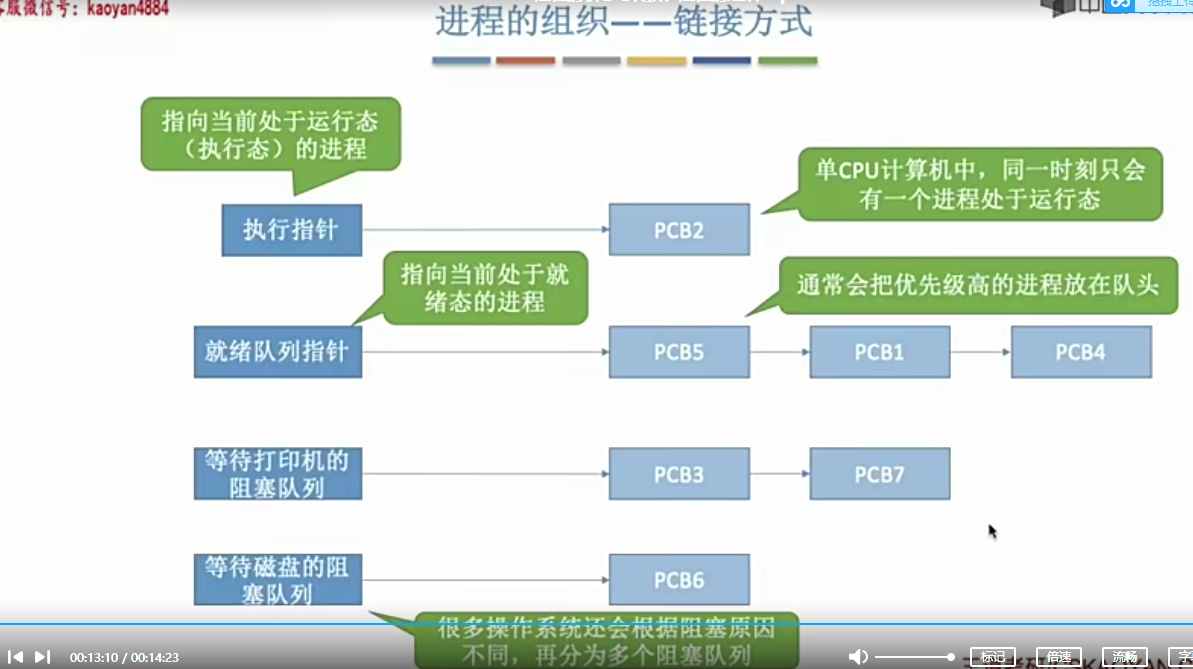 客服微信号：kaoyan4884
拖拽上传
进程的组织——链接方式
指向当前处于运行态
（执行态）的进程
单CPU计算机中，同一时刻只会
有一个进程处于运行态
执行指针
PCB2
指向当前处于就
绪态的进程
通常会把优先级高的进程放在队头
就绪队列指针
PCB5
PCB1
PCB4
等待打印机的
阻塞队列
PCB3
PCB7
等待磁盘的阻
塞队列
PCB6
很多操作系统还会根据阻塞原因
不同，再分为多个阻塞队列
00:13:10 / 00:14:23
标记
倍速
流畅
字